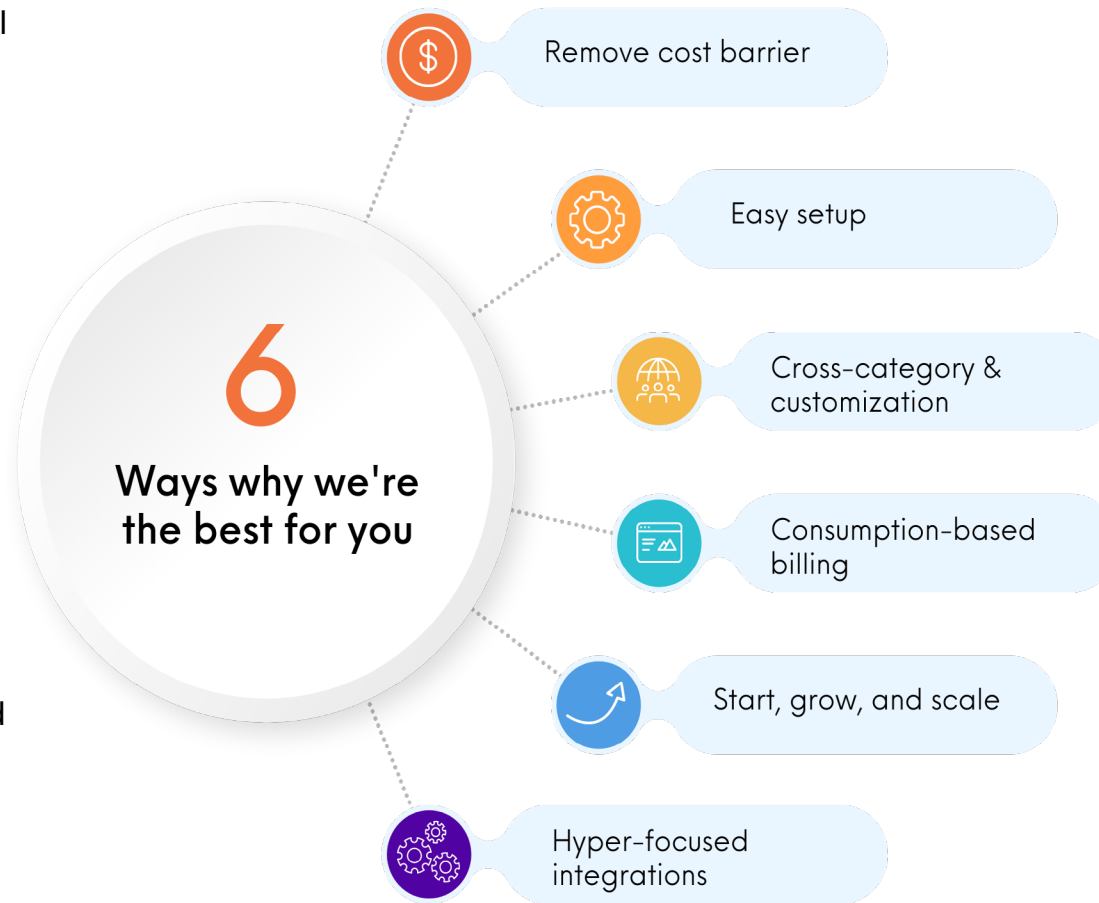 Remove cost barrier
Easy setup
6
Ways why we're
the best for you
Cross-category &
customization
Consumption-based
billing
Start, grow, and scale
Hyper-focused
integrations